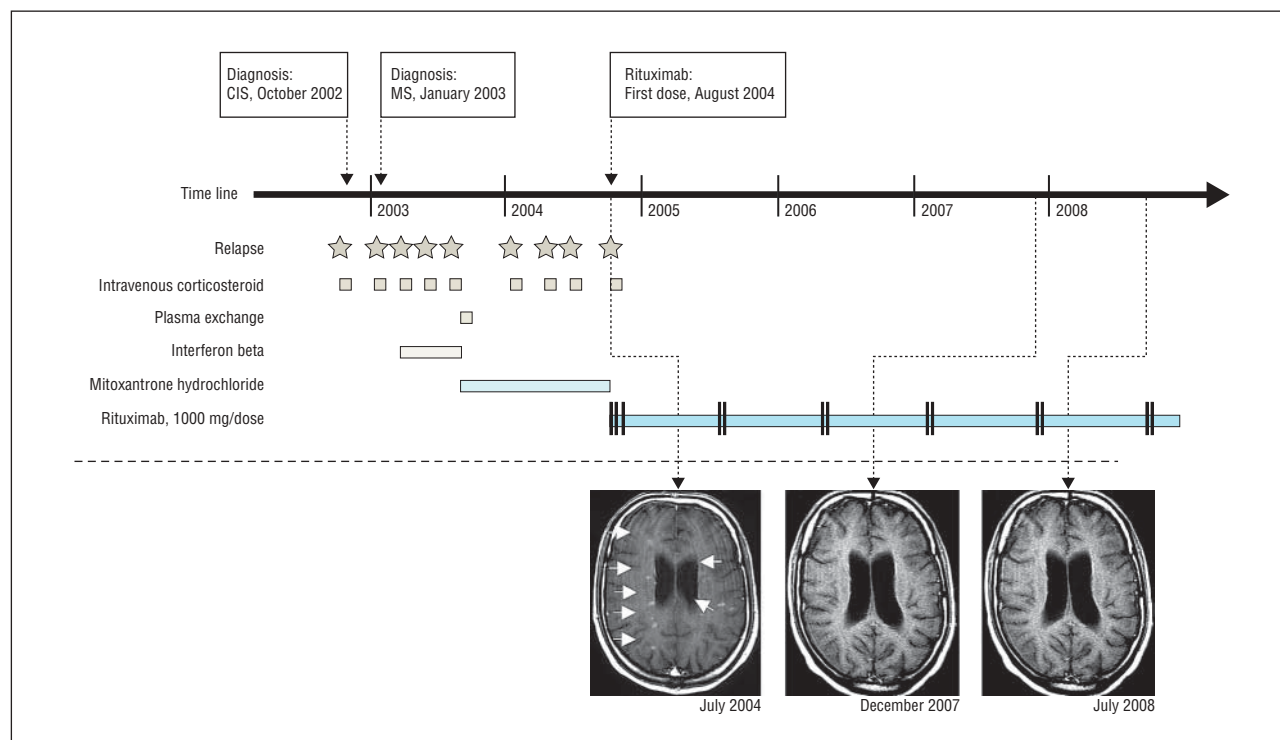 Diagnosis:
CIS, October 2002
Diagnosis:
MS, January 2003
Rituximab:
First dose, August 2004
Time line
2003
2004
2005
2006
2007
2008
Relapse
Intravenous corticosteroid
Plasma exchange
Interferon beta
Mitoxantrone hydrochloride
Rituximab, 1000 mg/dose
July 2004
December 2007
July 2008